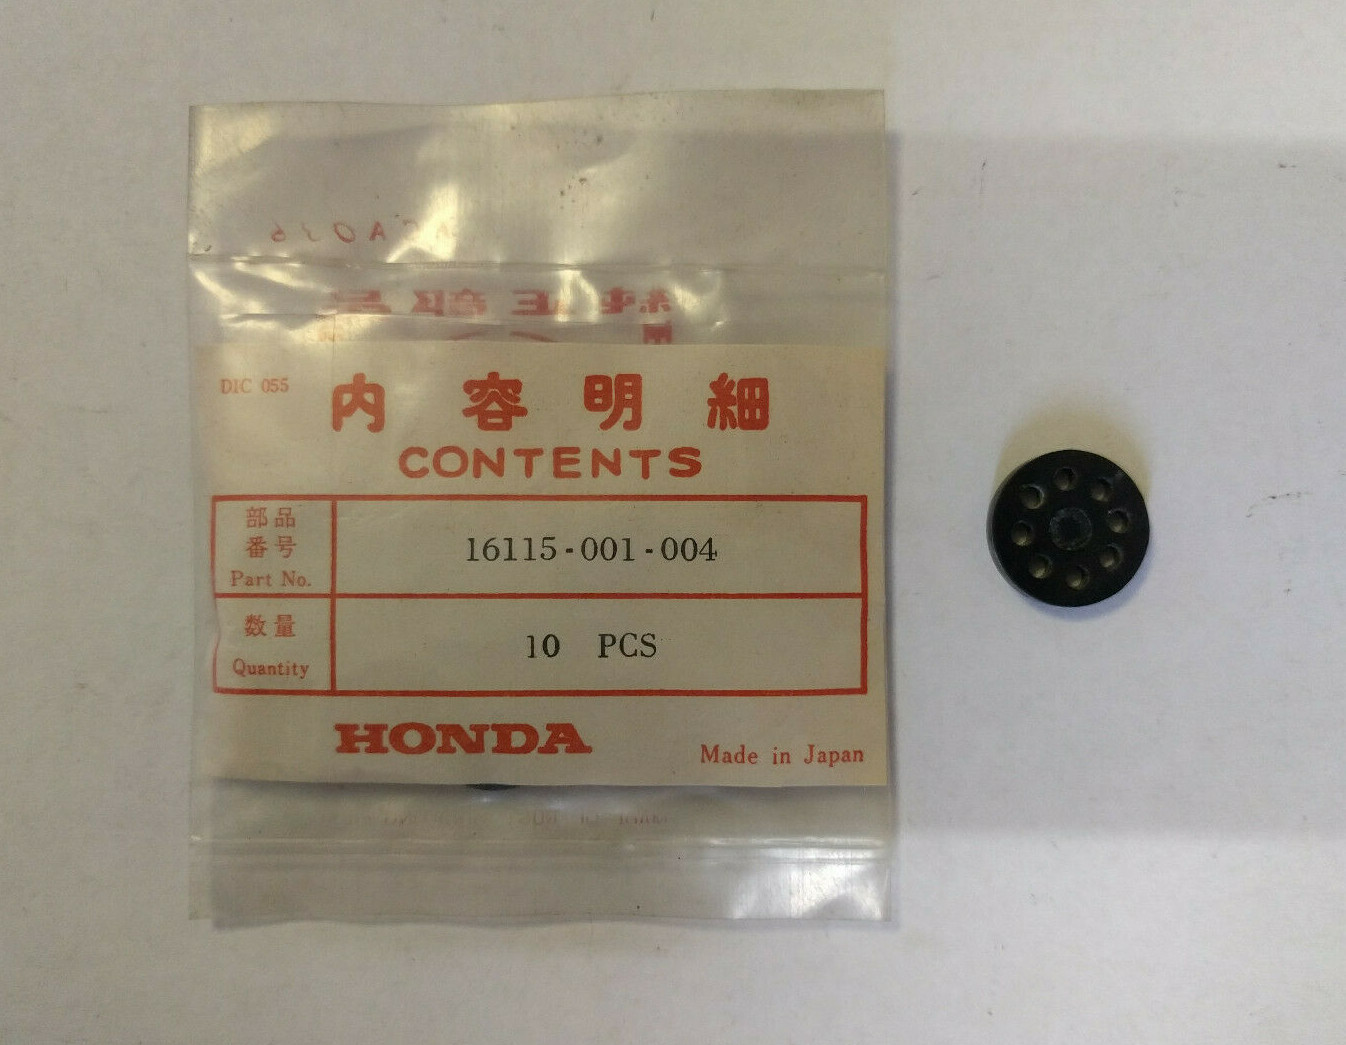 DIC 055
内容明細
CONTENTS
部品
番号
Part No.
16115-001-004
数量
Quantity
10 PCS
HONDA
Made in Japan